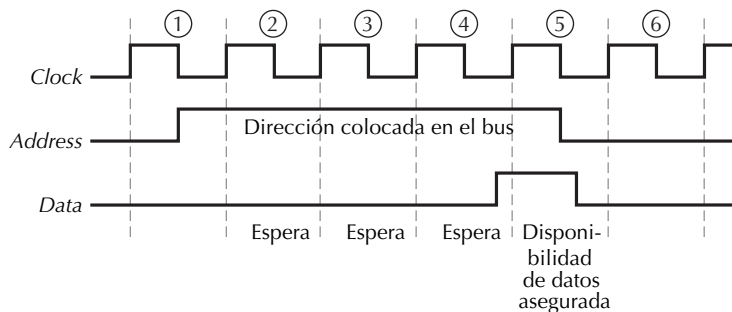 1 2 3 4 5 6
Clock
Dirección colocada en el bus
Address
Data
Espera Espera Espera Disponi-
bilidad
de datos
asegurada